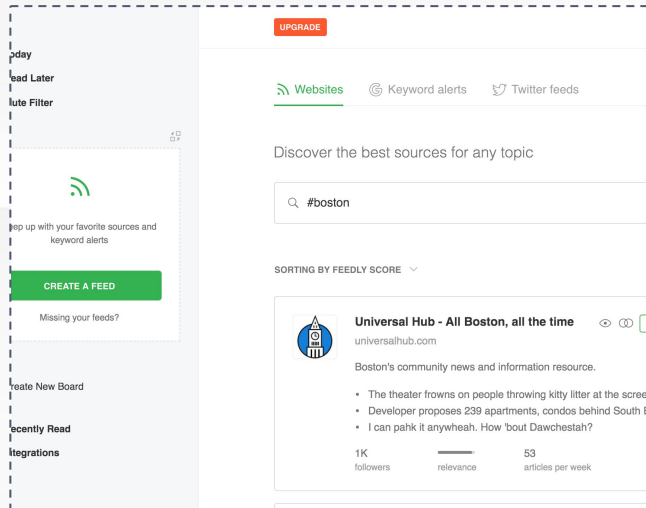 UPGRADE
oday
ead Later
ute Filter
Websites
Keyword alerts
Twitter feeds
Discover the best sources for any topic
eep up with your favorite sources and
keyword alerts
CREATE A FEED
Missing your feeds?
#boston
SORTING BY FEEDLY SCORE
Universal Hub - All Boston, all the time
universalhub.com
Boston's community news and information resource.
• The theater frowns on people throwing kitty litter at the scree
• Developer proposes 239 apartments, condos behind South B
• I can pahk it anywheah. How 'bout Dawchestah?
1K
followers
relevance
53
articles per week
reate New Board
ecently Read
ntegrations